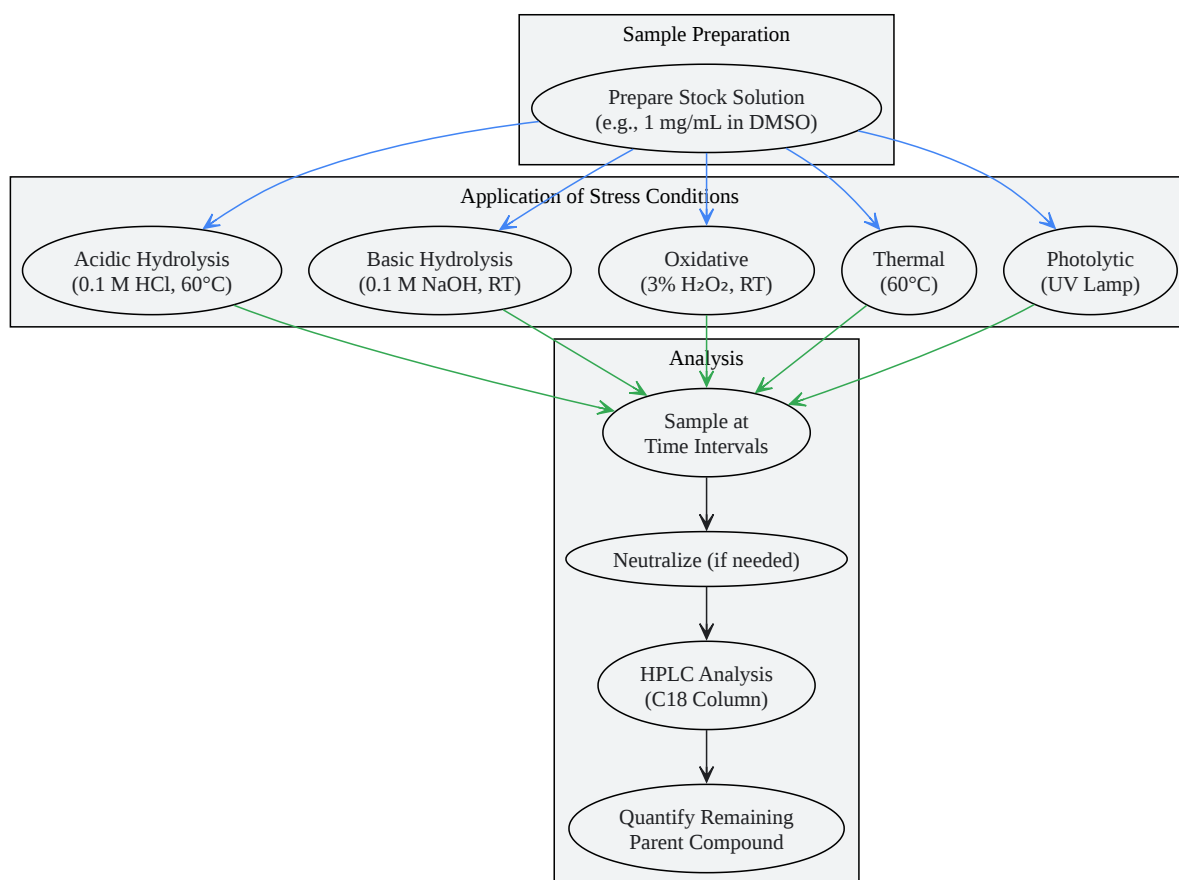 Sample Preparation
Prepare Stock Solution
(e.g., 1 mg/mL in DMSO)
Application of Stress Conditions
Acidic Hydrolysis
(0.1 M HCl, 60°C)
Basic Hydrolysis
(0.1 M NaOH, RT)
Oxidative
(3% H₂O₂, RT)
Thermal
(60°C)
Photolytic
(UV Lamp)
Analysis
Sample at
Time Intervals
Neutralize (if needed)
HPLC Analysis
(C18 Column)
Quantify Remaining
Parent Compound